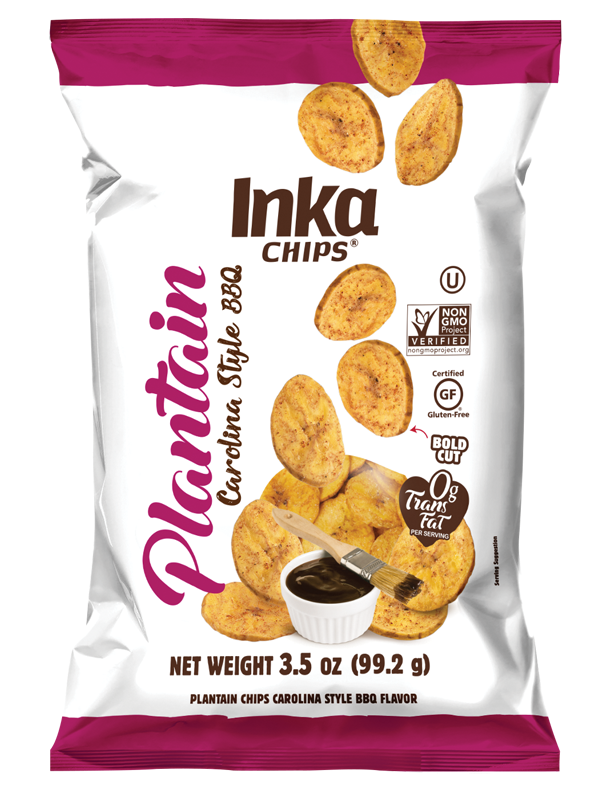 Inka
CHIPS®
Plantain
Carolina Style BBQ
U
NON
GMO
Project
VERIFIED
nongmoproject.org
Certified
GF
Gluten-Free
BOLD
CUT
0g
Trans
Fat
PER SERVING
Serving Suggestion
NET WEIGHT 3.5 oz (99.2 g)
PLANTAIN CHIPS CAROLINA STYLE BBQ FLAVOR